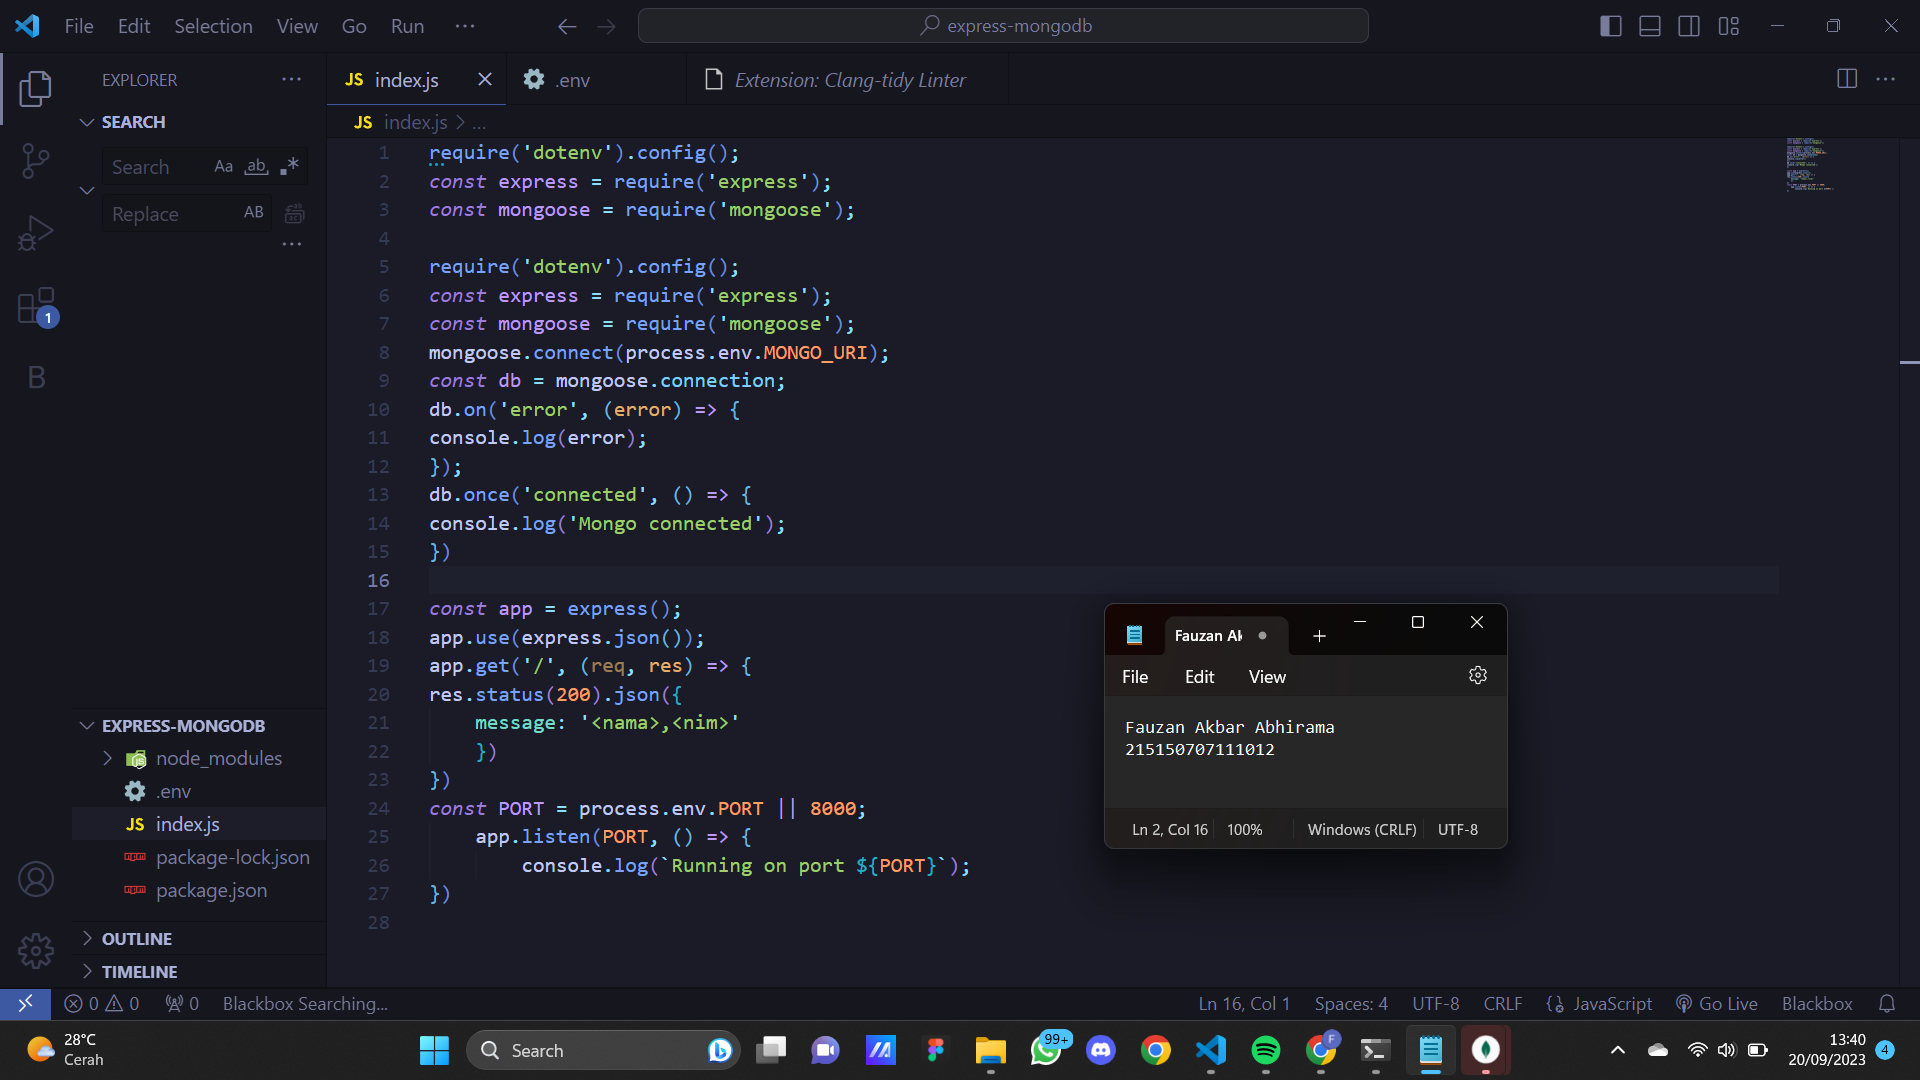 File Edit Selection View Go Run ···
express-mongodb
EXPLORER
SEARCH
Search Aa ab .*
Replace AB
JS index.js
.env
Extension: Clang-tidy Linter
JS index.js > ...
1 require('dotenv').config();
2 const express = require('express');
3 const mongoose = require('mongoose');
4
5 require('dotenv').config();
6 const express = require('express');
7 const mongoose = require('mongoose');
8 mongoose.connect(process.env.MONGO_URI);
9 const db = mongoose.connection;
10 db.on('error', (error) => {
11 console.log(error);
12 });
13 db.once('connected', () => {
14 console.log('Mongo connected');
15 })
16
17 const app = express();
18 app.use(express.json());
19 app.get('/', (req, res) => {
20 res.status(200).json({
21     message: '<nama>,<nim>'
22     })
23 })
24 const PORT = process.env.PORT || 8000;
25     app.listen(PORT, () => {
26         console.log(`Running on port ${PORT}`);
27 })
28
1
B
EXPRESS-MONGODB
node_modules
.env
JS index.js
package-lock.json
package.json
OUTLINE
TIMELINE
Fauzan Ak
File Edit View
Fauzan Akbar Abhirama
215150707111012
Ln 2, Col 16 100% Windows (CRLF) UTF-8
0 0 0 Blackbox Searching...
Ln 16, Col 1 Spaces: 4 UTF-8 CRLF JavaScript Go Live Blackbox
28°C
Cerah
Search
99+
F
13:40
20/09/2023
4